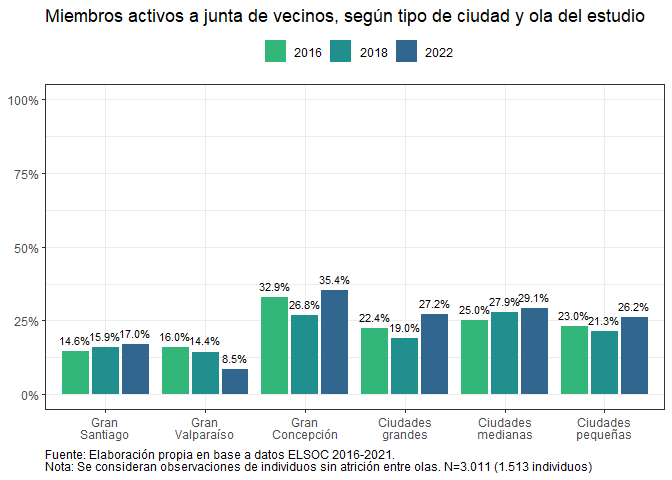 Miembros activos a junta de vecinos, según tipo de ciudad y ola del estudio
2016 2018 2022
100%
75%
50%
25%
0%
14.6% 15.9% 17.0%
16.0% 14.4% 8.5%
32.9% 26.8% 35.4%
22.4% 19.0% 27.2%
25.0% 27.9% 29.1%
23.0% 21.3% 26.2%
Gran
Santiago
Gran
Valparaíso
Gran
Concepción
Ciudades
grandes
Ciudades
medianas
Ciudades
pequeñas
Fuente: Elaboración propia en base a datos ELSOC 2016-2021.
Nota: Se consideran observaciones de individuos sin atrición entre olas. N=3.011 (1.513 individuos)